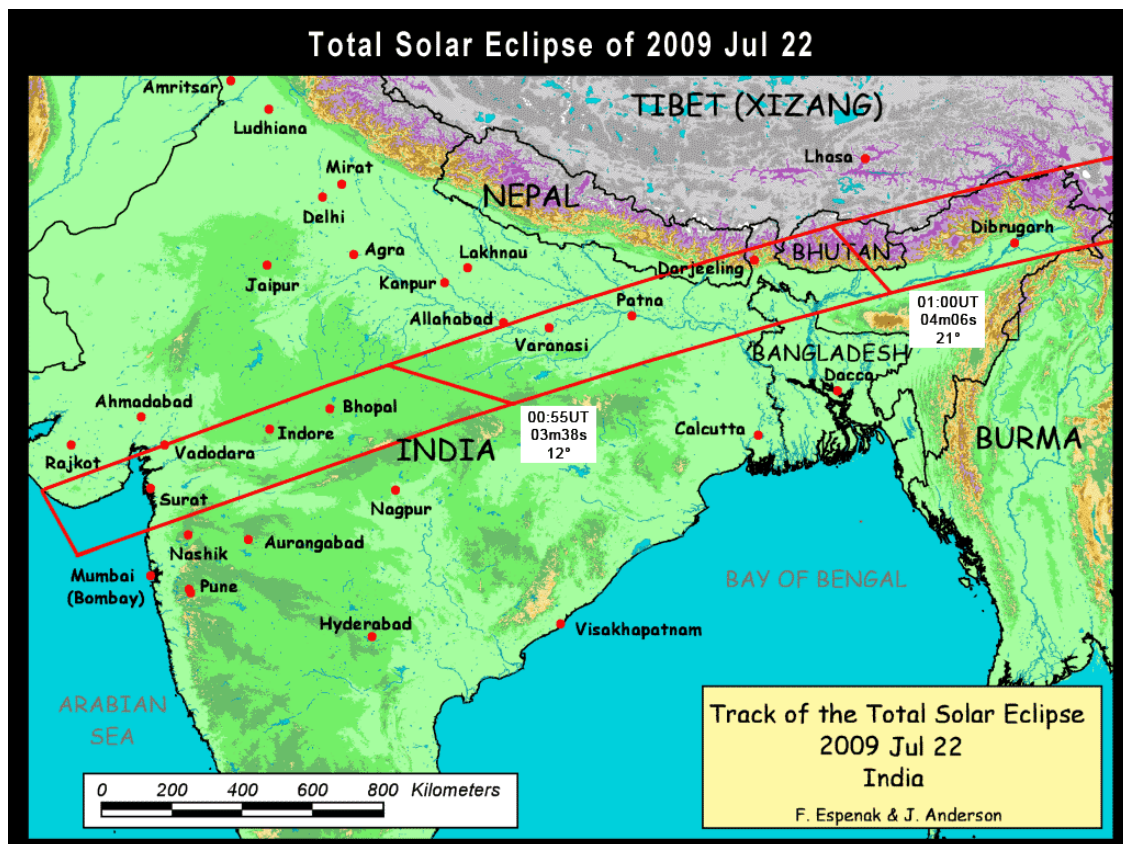 Total Solar Eclipse of 2009 Jul 22
Amritsar
Ludhiana
TIBET (XIZANG)
Lhasa
Mirat
Delhi
NEPAL
Dibrugarh
Agra
Lakhnau
BHUTAN
Jaipur
Kanpur
Darjeeling
Patna
Allahabad
Varanasi
01:00UT
04m06s
21°
BANGLADESH
Dacca
Ahmadabad
Bhopal
Indore
00:55UT
03m38s
12°
Calcutta
BURMA
Rajkot
Vadodara
INDIA
Surat
Nagpur
Nashik
Aurangabad
Mumbai
(Bombay)
Pune
BAY OF BENGAL
Hyderabad
Visakhapatnam
ARABIAN
SEA
Track of the Total Solar Eclipse
2009 Jul 22
India
F. Espenak & J. Anderson
0 200 400 600 800 Kilometers